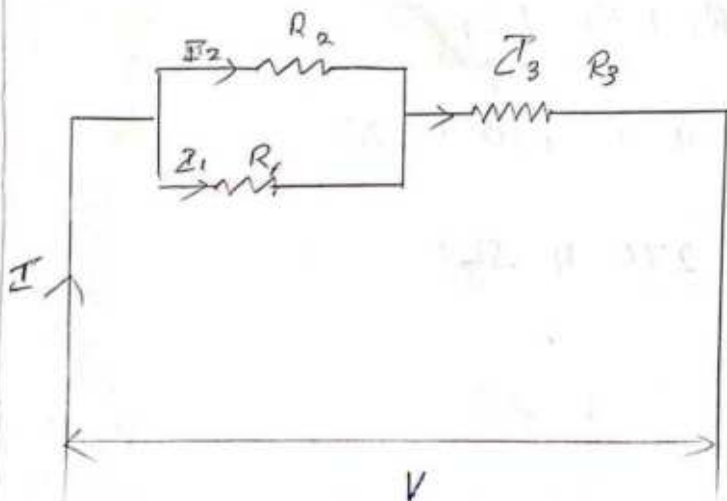 I₂ R₂
I₃ R₃
I₁ R₁
I
V